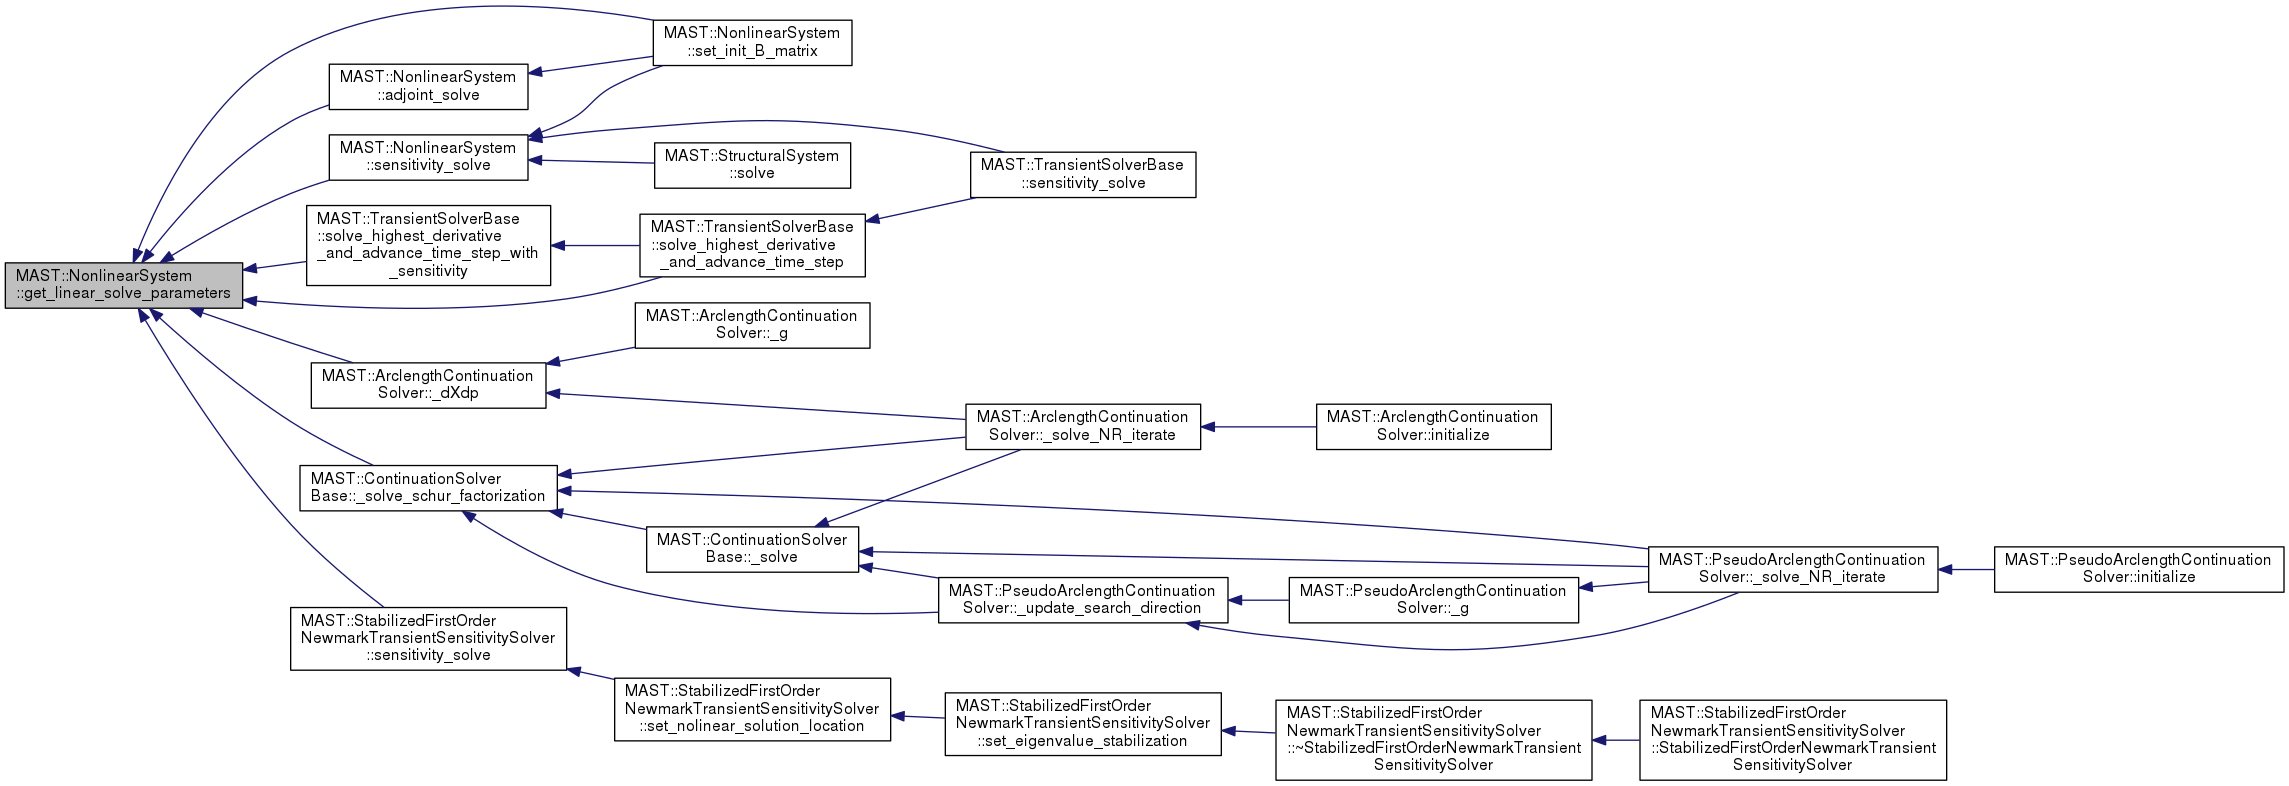 MAST::NonlinearSystem
::get_linear_solve_parameters
MAST::NonlinearSystem
::set_init_B_matrix
MAST::NonlinearSystem
::adjoint_solve
MAST::NonlinearSystem
::sensitivity_solve
MAST::StructuralSystem
::solve
MAST::TransientSolverBase
::sensitivity_solve
MAST::TransientSolverBase
::solve_highest_derivative
_and_advance_time_step_with
_sensitivity
MAST::TransientSolverBase
::solve_highest_derivative
_and_advance_time_step
MAST::ArclengthContinuation
Solver::_g
MAST::ArclengthContinuation
Solver::_dXdp
MAST::ArclengthContinuation
Solver::_solve_NR_iterate
MAST::ArclengthContinuation
Solver::initialize
MAST::ContinuationSolver
Base::_solve_schur_factorization
MAST::ContinuationSolver
Base::_solve
MAST::PseudoArclengthContinuation
Solver::_update_search_direction
MAST::PseudoArclengthContinuation
Solver::_g
MAST::PseudoArclengthContinuation
Solver::_solve_NR_iterate
MAST::PseudoArclengthContinuation
Solver::initialize
MAST::StabilizedFirstOrder
NewmarkTransientSensitivitySolver
::sensitivity_solve
MAST::StabilizedFirstOrder
NewmarkTransientSensitivitySolver
::set_nolinear_solution_location
MAST::StabilizedFirstOrder
NewmarkTransientSensitivitySolver
::set_eigenvalue_stabilization
MAST::StabilizedFirstOrder
NewmarkTransientSensitivitySolver
::~StabilizedFirstOrderNewmarkTransient
SensitivitySolver
MAST::StabilizedFirstOrder
NewmarkTransientSensitivitySolver
::StabilizedFirstOrderNewmarkTransient
SensitivitySolver